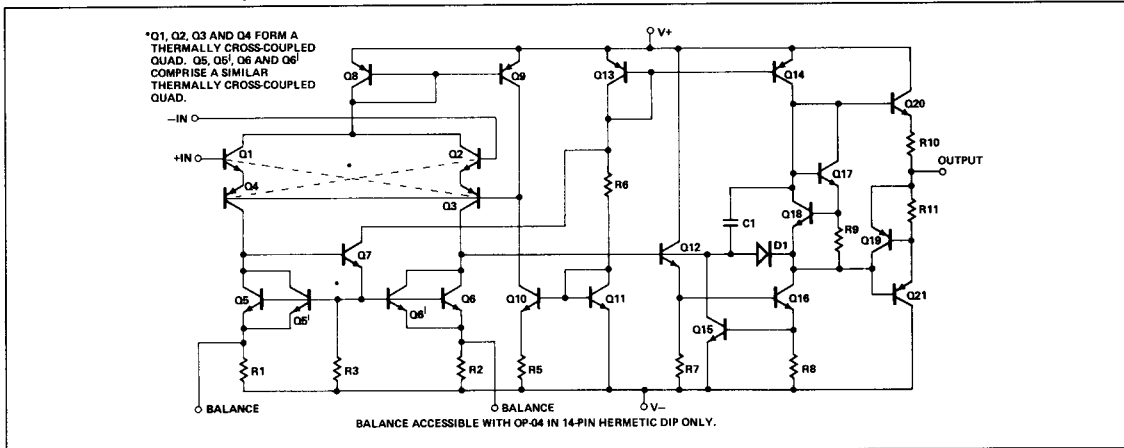 *Q1, Q2, Q3 AND Q4 FORM A
THERMALLY CROSS-COUPLED
QUAD. Q5, Q5', Q6 AND Q6'
COMPRISE A SIMILAR
THERMALLY CROSS-COUPLED
QUAD.
V+
Q8
Q9
Q13
Q14
Q20
-IN
+IN
Q1
*
Q2
R10
OUTPUT
Q4
Q3
R6
Q17
C1
Q18
R11
R9
Q19
Q7
Q12
D1
Q5
*
Q5'
Q6'
Q6
Q10
Q11
Q16
Q21
Q15
R1
R3
R2
R5
R7
R8
BALANCE
BALANCE
V-
BALANCE ACCESSIBLE WITH OP-04 IN 14-PIN HERMETIC DIP ONLY.